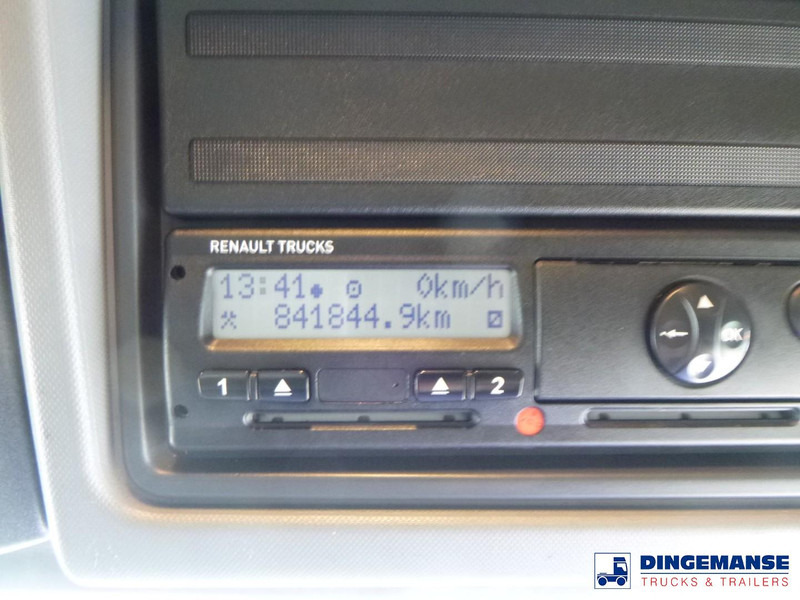 RENAULT TRUCKS
13:41 0km/h
841844.9km
1 2
OK
DINGEMANSE
TRUCKS & TRAILERS